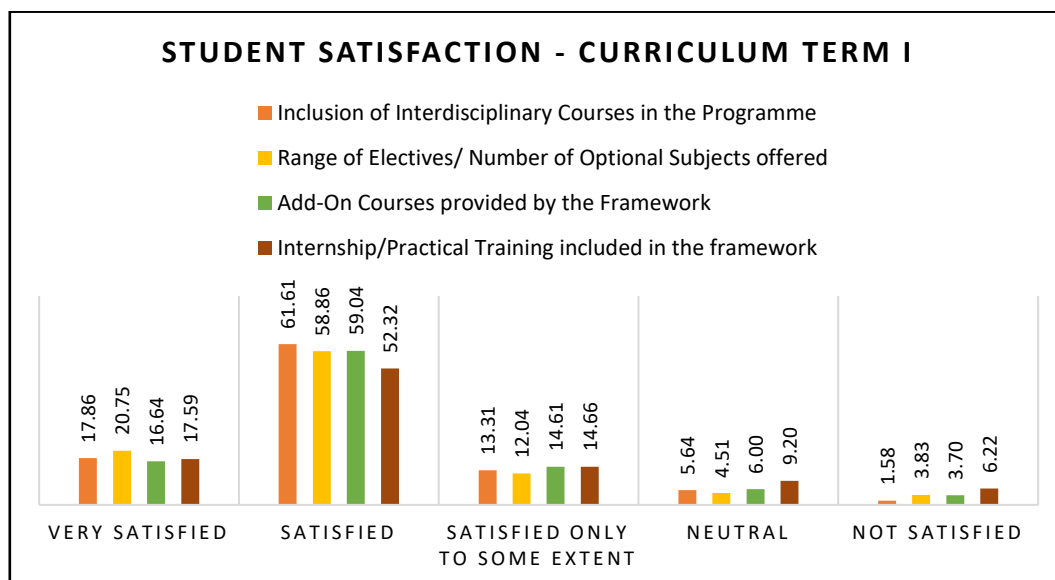 STUDENT SATISFACTION - CURRICULUM TERM I
Inclusion of Interdisciplinary Courses in the Programme
Range of Electives/ Number of Optional Subjects offered
Add-On Courses provided by the Framework
Internship/Practical Training included in the framework
17.86 20.75 16.64 17.59
61.61 58.86 59.04 52.32
13.31 12.04 14.61 14.66
5.64 4.51 6.00 9.20
1.58 3.83 3.70 6.22
VERY SATISFIED
SATISFIED
SATISFIED ONLY
TO SOME EXTENT
NEUTRAL
NOT SATISFIED